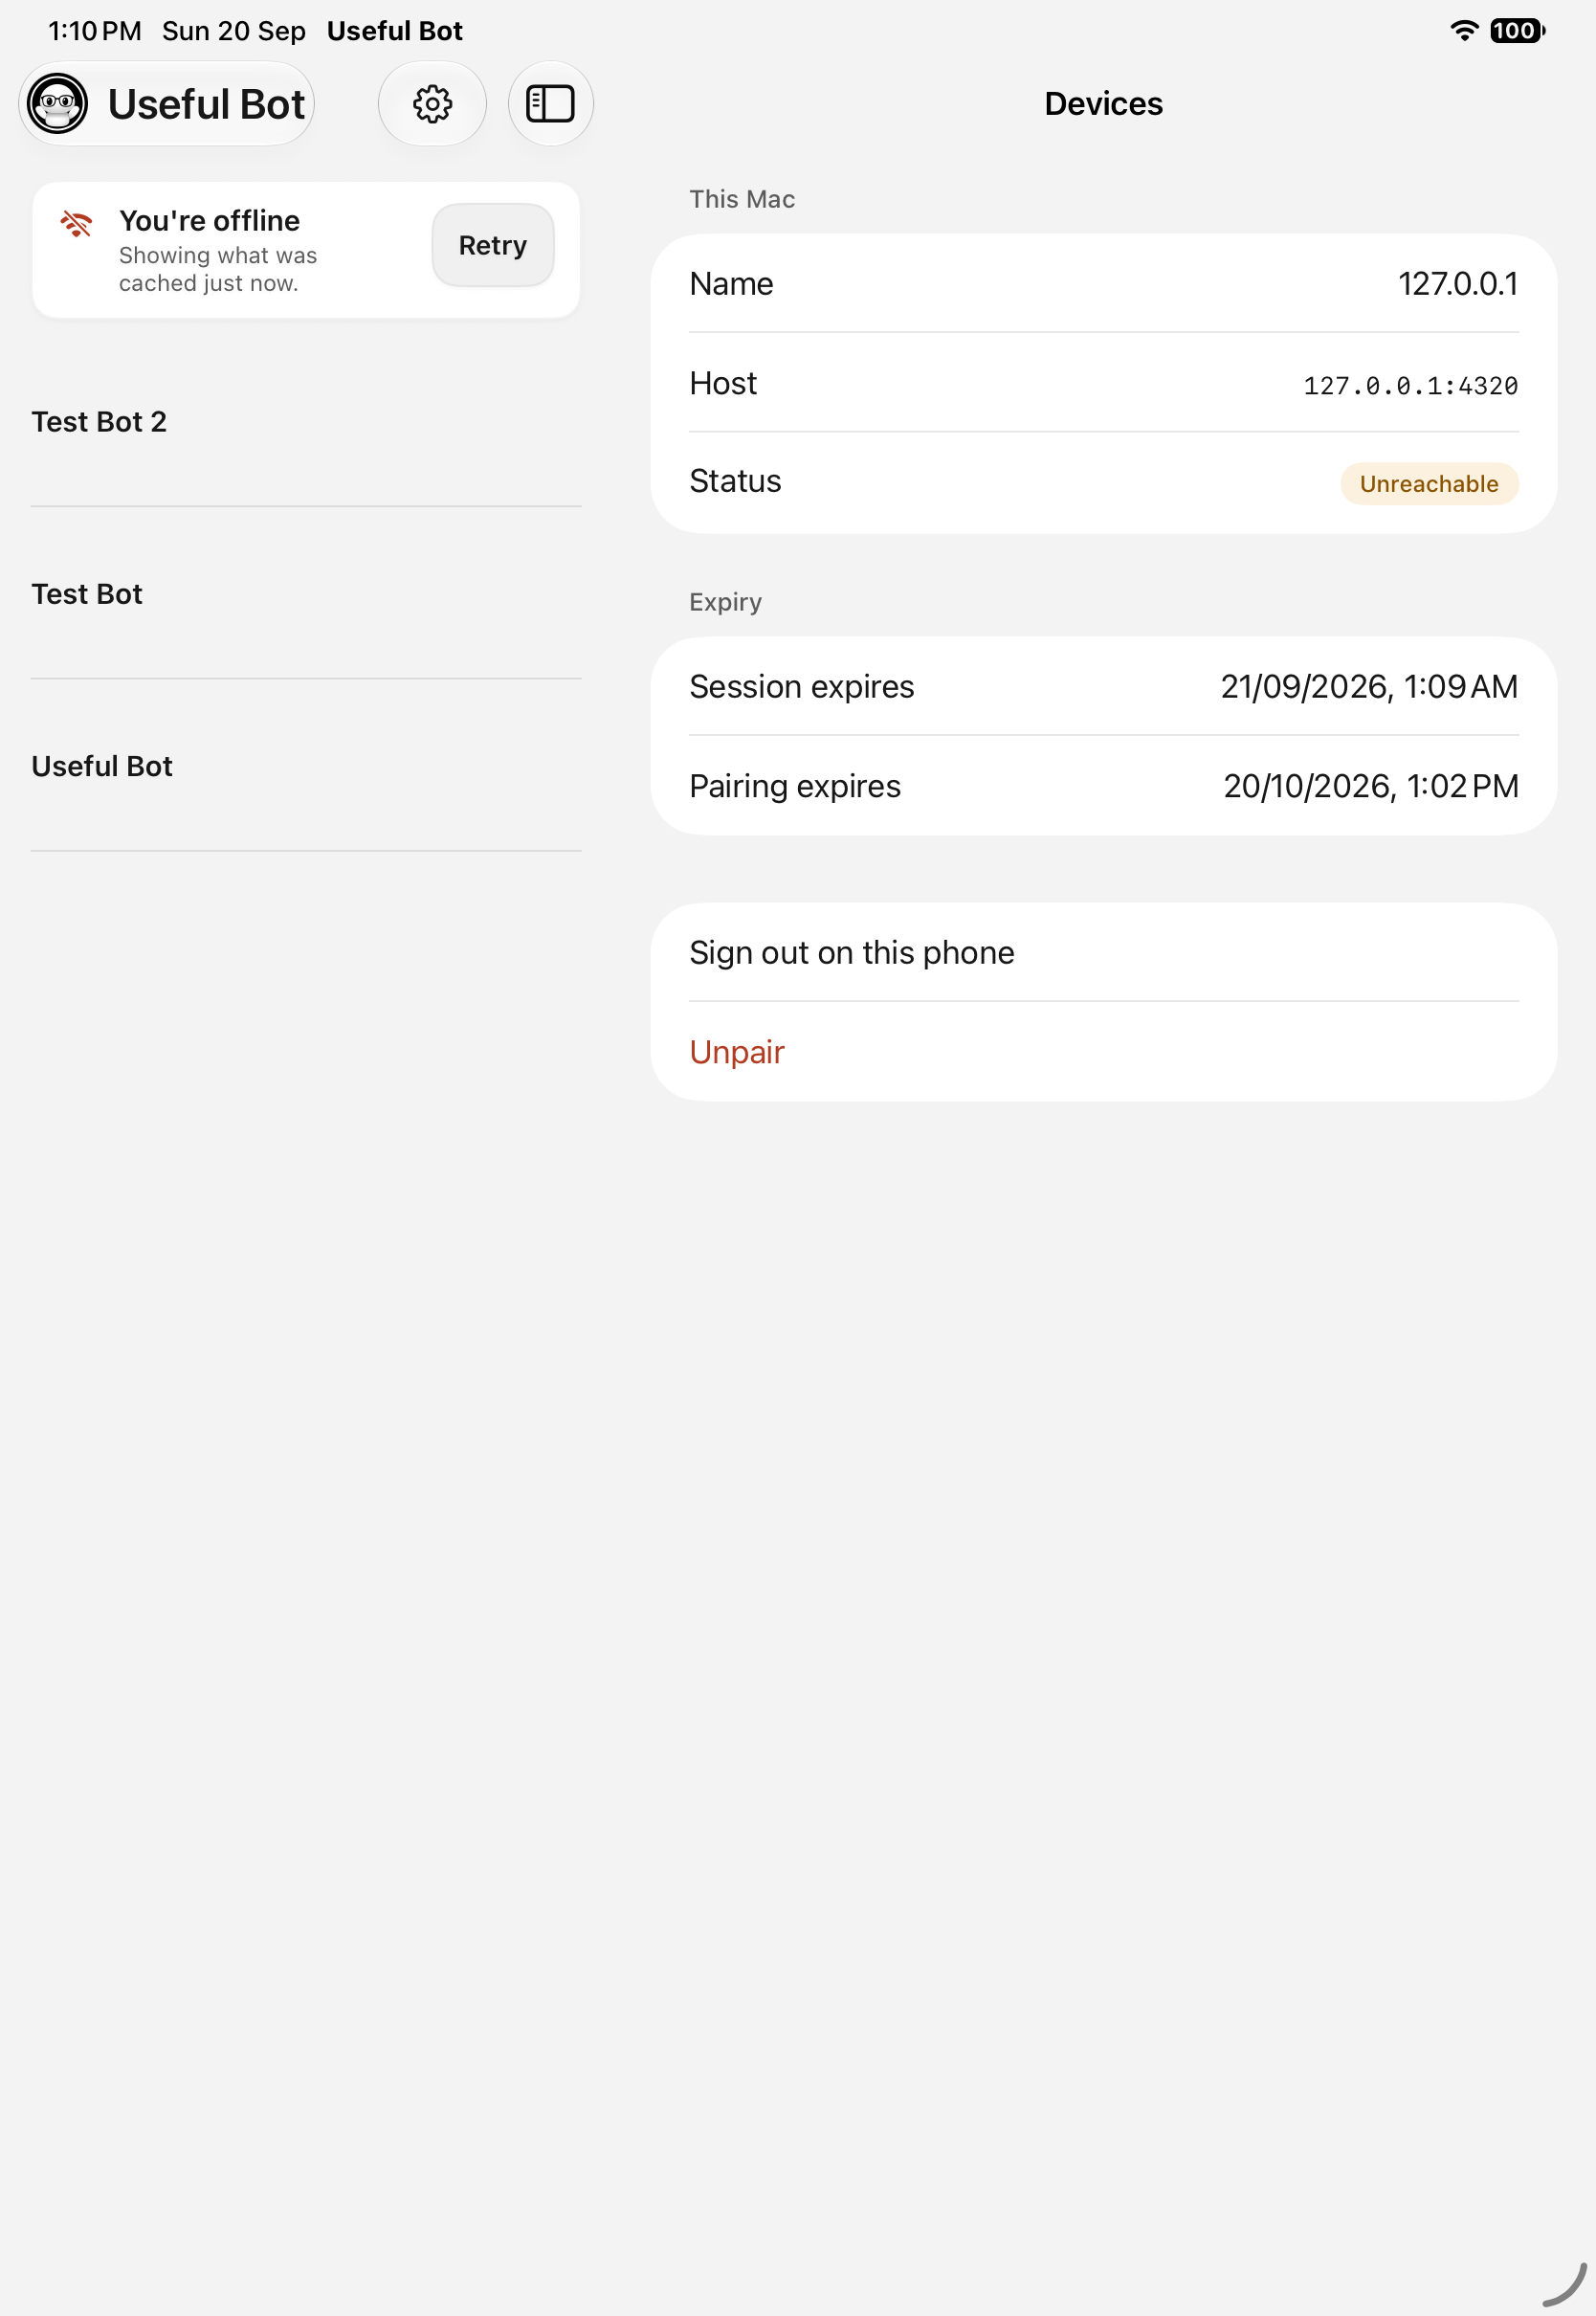 1:10 PM Sun 20 Sep Useful Bot
100
Useful Bot
Devices
You're offline
Showing what was
cached just now.
Retry
Test Bot 2
Test Bot
Useful Bot
This Mac
Name 127.0.0.1
Host 127.0.0.1:4320
Status Unreachable
Expiry
Session expires 21/09/2026, 1:09 AM
Pairing expires 20/10/2026, 1:02 PM
Sign out on this phone
Unpair